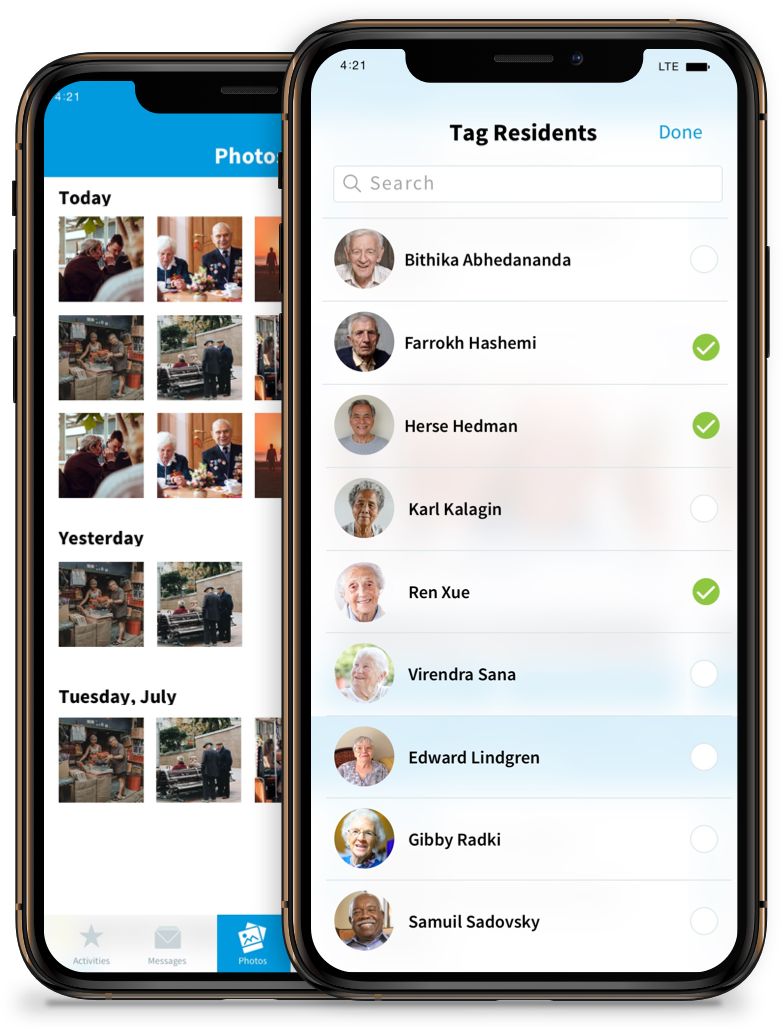 4:21
Photos
Today
Yesterday
Tuesday, July
Activities
Messages
Photos
4:21
LTE
Tag Residents
Done
Search
Bithika Abhedananda
Farrokh Hashemi
Herse Hedman
Karl Kalagin
Ren Xue
Virendra Sana
Edward Lindgren
Gibby Radki
Samuil Sadovsky